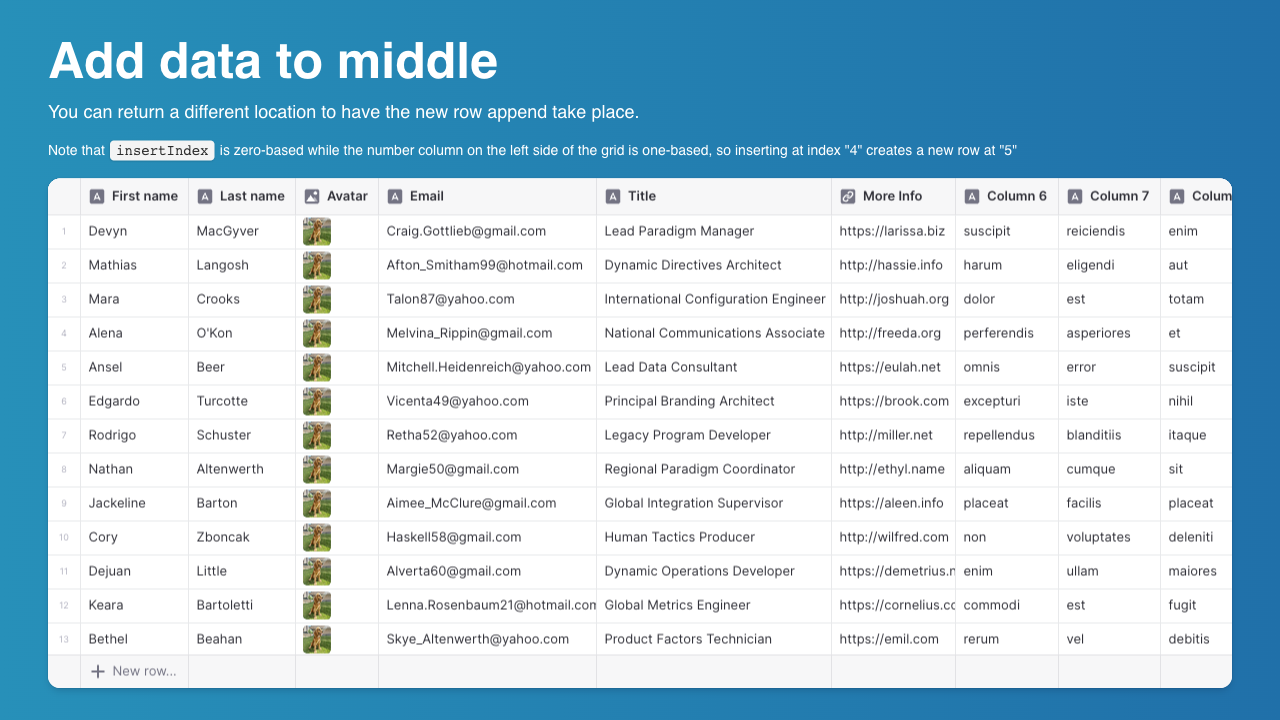 Add data to middle
You can return a different location to have the new row append take place.
Note that insertIndex is zero-based while the number column on the left side of the grid is one-based, so inserting at index "4" creates a new row at "5"
First name Last name Avatar Email Title More Info Column 6 Column 7 Colum
1 Devyn MacGyver Craig.Gottlieb@gmail.com Lead Paradigm Manager https://larissa.biz suscipit reiciendis enim
2 Mathias Langosh Afton_Smitham99@hotmail.com Dynamic Directives Architect http://hassie.info harum eligendi aut
3 Mara Crooks Talon87@yahoo.com International Configuration Engineer http://joshuah.org dolor est totam
4 Alena O'Kon Melvina_Rippin@gmail.com National Communications Associate http://freeda.org perferendis asperiores et
5 Ansel Beer Mitchell.Heidenreich@yahoo.com Lead Data Consultant https://eulah.net omnis error suscipit
6 Edgardo Turcotte Vicenta49@yahoo.com Principal Branding Architect https://brook.com excepturi iste nihil
7 Rodrigo Schuster Retha52@yahoo.com Legacy Program Developer http://miller.net repellendus blanditiis itaque
8 Nathan Altenwerth Margie50@gmail.com Regional Paradigm Coordinator http://ethyl.name aliquam cumque sit
9 Jackeline Barton Aimee_McClure@gmail.com Global Integration Supervisor https://aleen.info placeat facilis placeat
10 Cory Zboncak Haskell58@gmail.com Human Tactics Producer http://wilfred.com non voluptates deleniti
11 Dejuan Little Alverta60@gmail.com Dynamic Operations Developer https://demetrius.n enim ullam maiores
12 Keara Bartoletti Lenna.Rosenbaum21@hotmail.com Global Metrics Engineer https://cornelius.co commodi est fugit
13 Bethel Beahan Skye_Altenwerth@yahoo.com Product Factors Technician https://emil.com rerum vel debitis
New row...